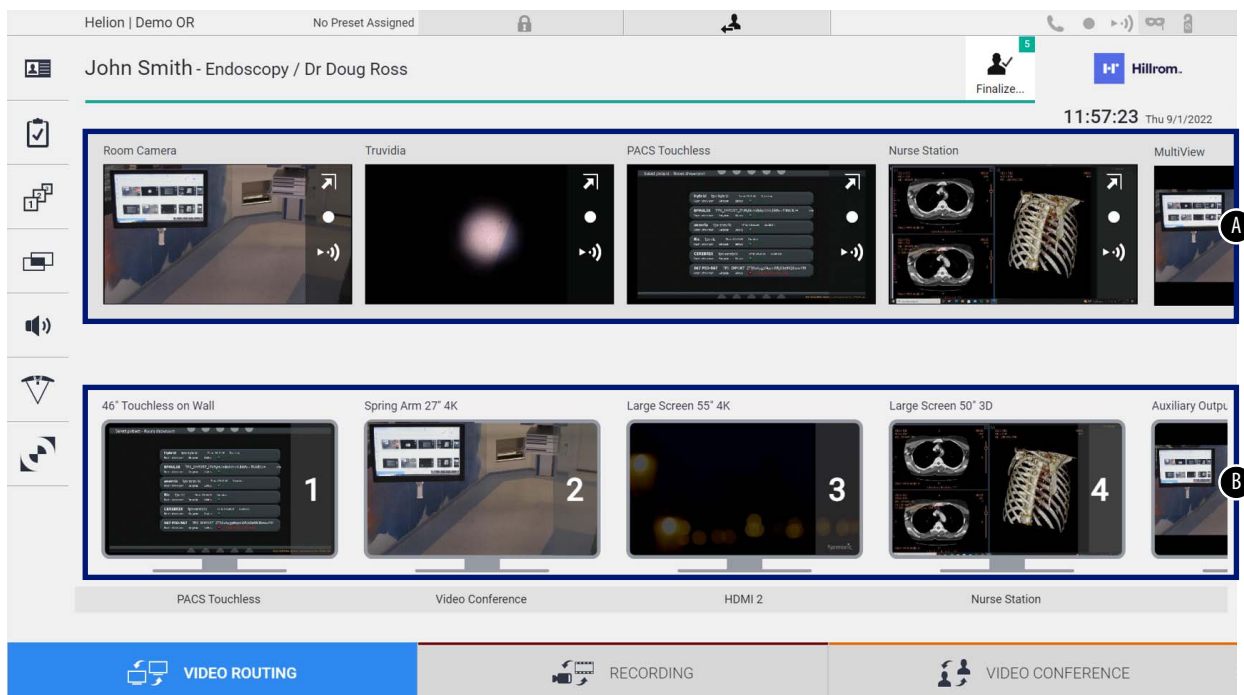 Helion | Demo OR
No Preset Assigned
5
John Smith - Endoscopy / Dr Doug Ross
Finalize...
H-r
Hillrom.
11:57:23 Thu 9/1/2022
Room Camera
Truvidia
PACS Touchless
Nurse Station
MultiView
A
46" Touchless on Wall
Spring Arm 27" 4K
Large Screen 55" 4K
Large Screen 50" 3D
Auxiliary Outpu
1
2
3
4
B
PACS Touchless
Video Conference
HDMI 2
Nurse Station
VIDEO ROUTING
RECORDING
VIDEO CONFERENCE